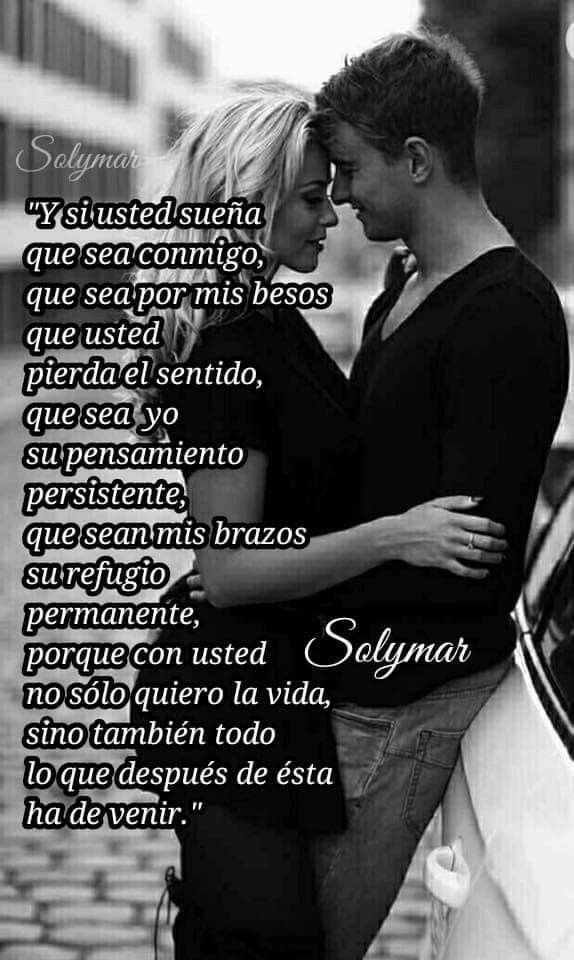 Solymar
"Y si usted sueña
que sea conmigo,
que sea por mis besos
que usted
pierda el sentido,
que sea yo
su pensamiento
persistente,
que sean mis brazos
su refugio
permanente,
porque con usted
Solymar
no sólo quiero la vida,
sino también todo
lo que después de ésta
ha de venir."